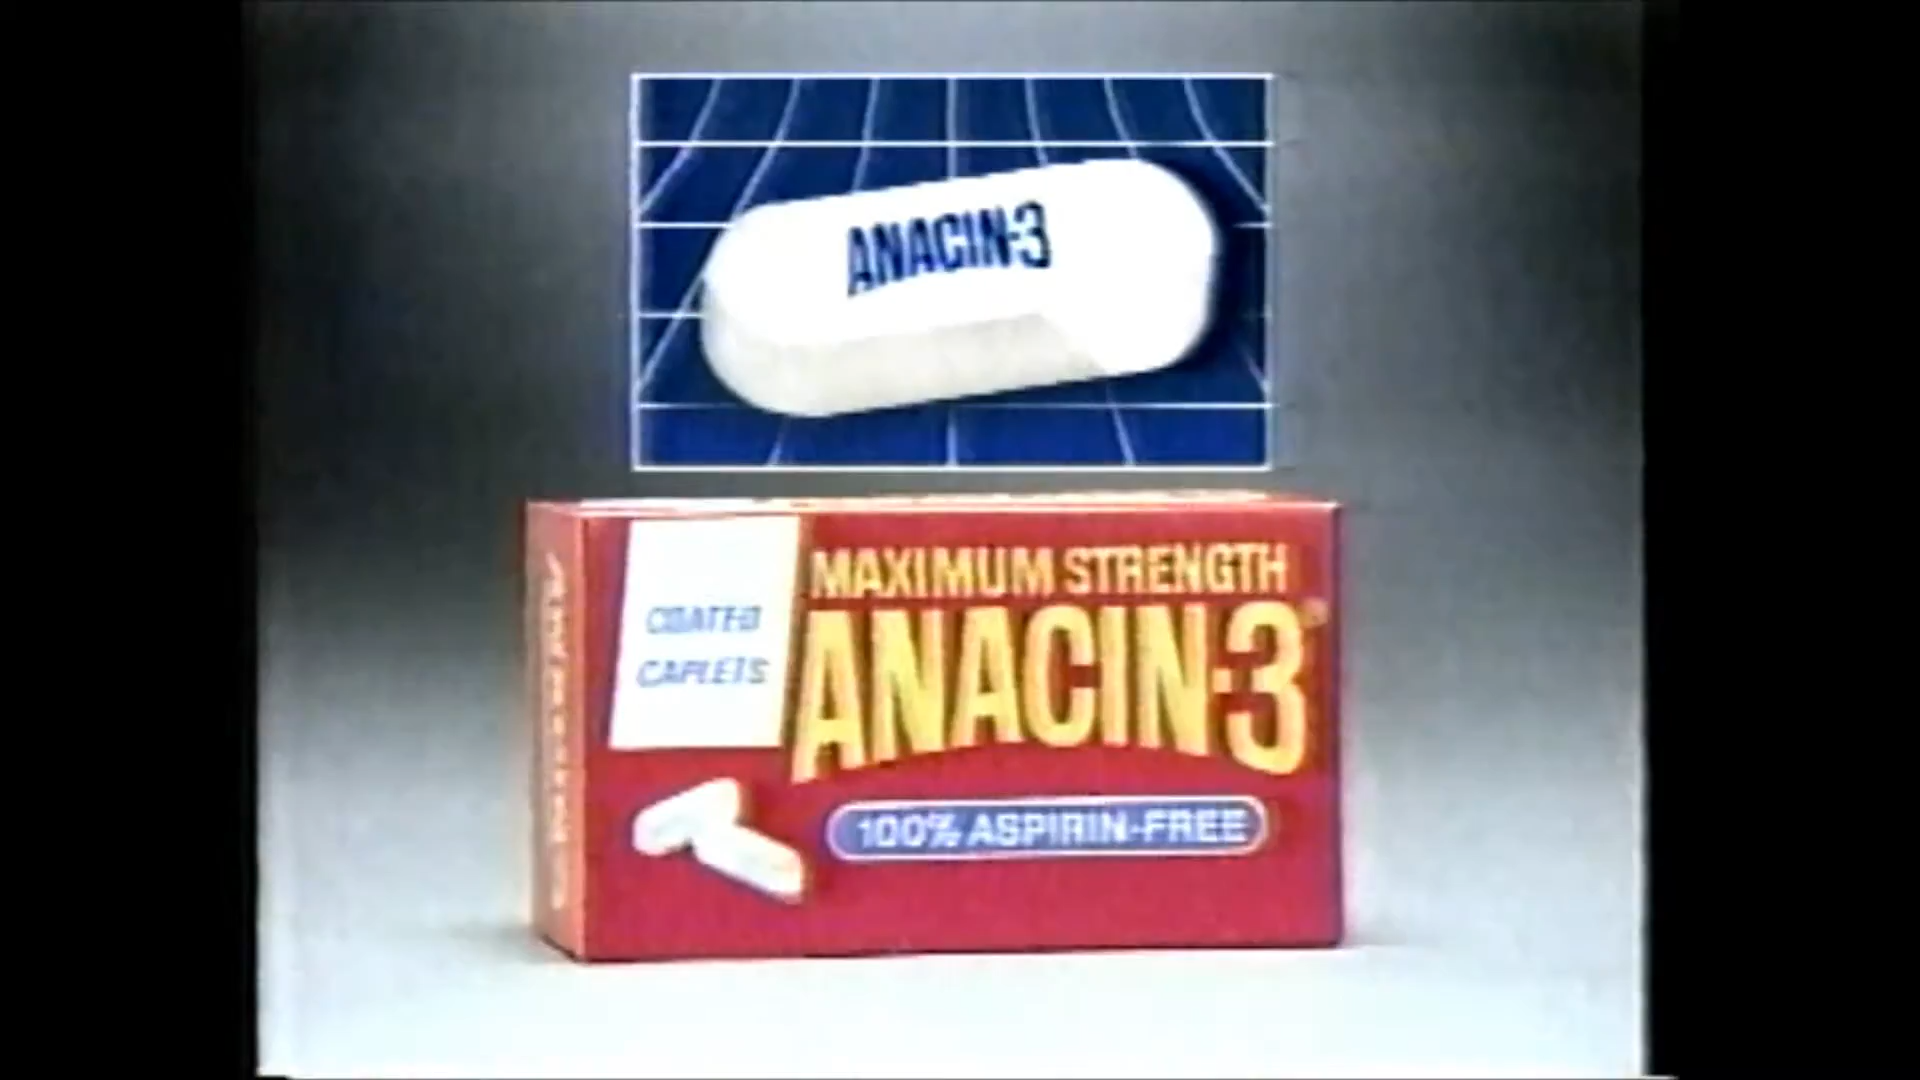 ANACIN-3
MAXIMUM STRENGTH
COATED
CAPLETS
ANACIN-3®
100% ASPIRIN-FREE